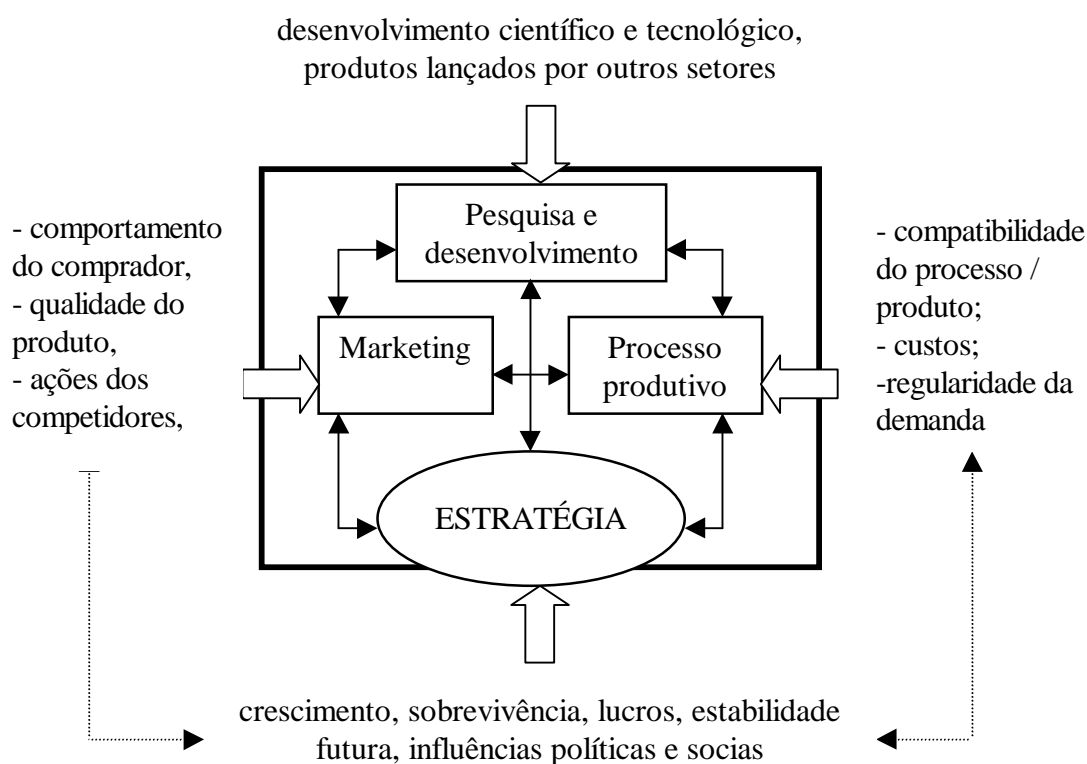 desenvolvimento científico e tecnológico,
produtos lançados por outros setores
Pesquisa e
desenvolvimento
- comportamento
do comprador,
- qualidade do
produto,
- ações dos
competidores,
Marketing
Processo
produtivo
- compatibilidade
do processo /
produto;
- custos;
-regularidade da
demanda
ESTRATÉGIA
crescimento, sobrevivência, lucros, estabilidade
futura, influências políticas e socias